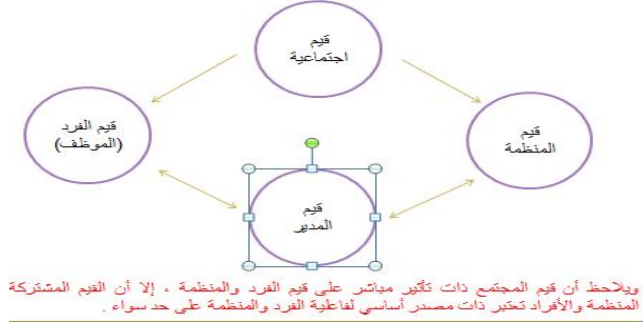 قيم
اجتماعية
قيم الفرد
(الموظف)
قيم
المنظمة
قيم
المدير
ويلاحظ أن قيم المجتمع ذات تأثير مباشر على قيم الفرد والمنظمة ، إلا أن القيم المشتركة
المنظمة والأفراد تعتبر ذات مصدر أساسي لفاعلية الفرد والمنظمة على حد سواء .